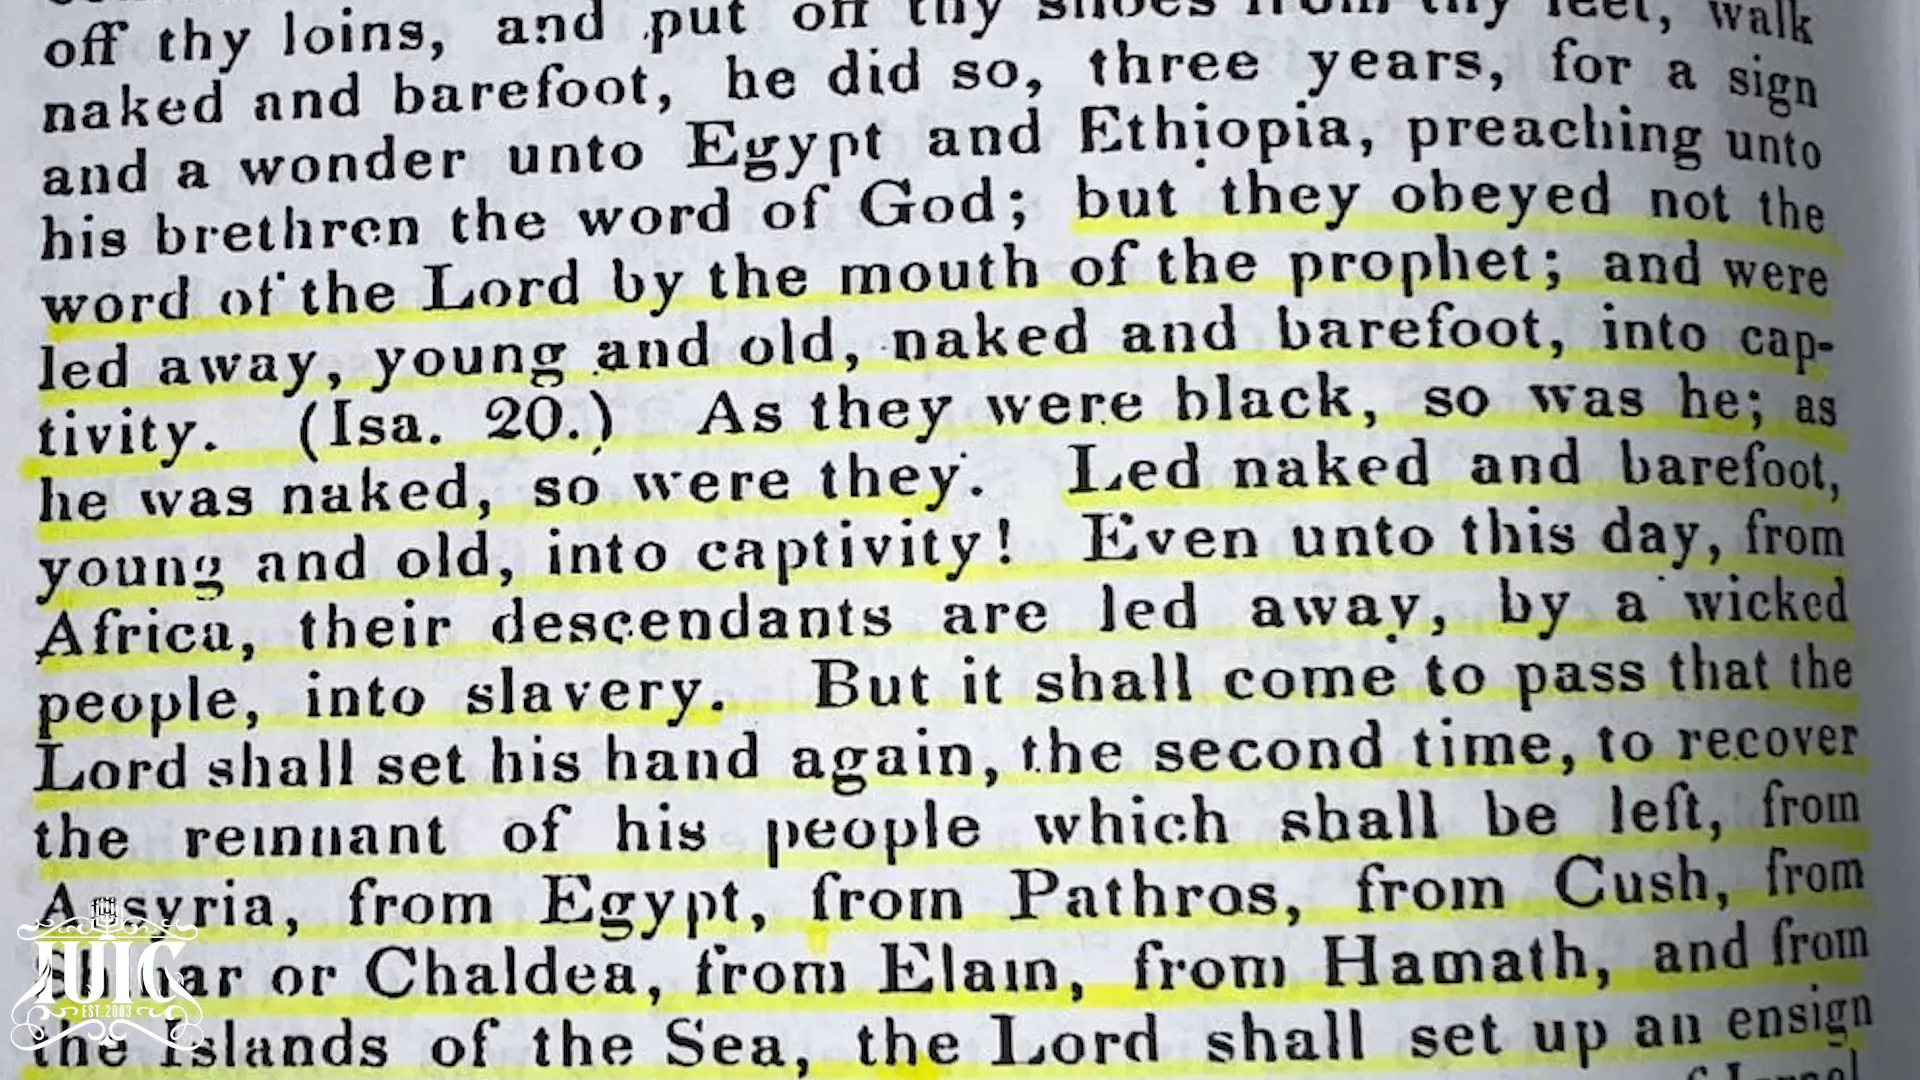 off thy loins, and put off thy shoes from thy feet, walk
naked and barefoot, he did so, three years, for a sign
and a wonder unto Egypt and Ethiopia, preaching unto
his brethren the word of God; but they obeyed not the
word of the Lord by the mouth of the prophet; and were
led away, young and old, naked and barefoot, into cap-
tivity. (Isa. 20.) As they were black, so was he; as
he was naked, so were they. Led naked and barefoot,
young and old, into captivity! Even unto this day, from
Africa, their descendants are led away, by a wicked
people, into slavery. But it shall come to pass that the
Lord shall set his hand again, the second time, to recover
the remnant of his people which shall be left, from
Assyria, from Egypt, from Pathros, from Cush, from
or Chaldea, from Elam, from Hamath, and from
the Islands of the Sea, the Lord shall set up an ensign
IUIC
EST. 2003